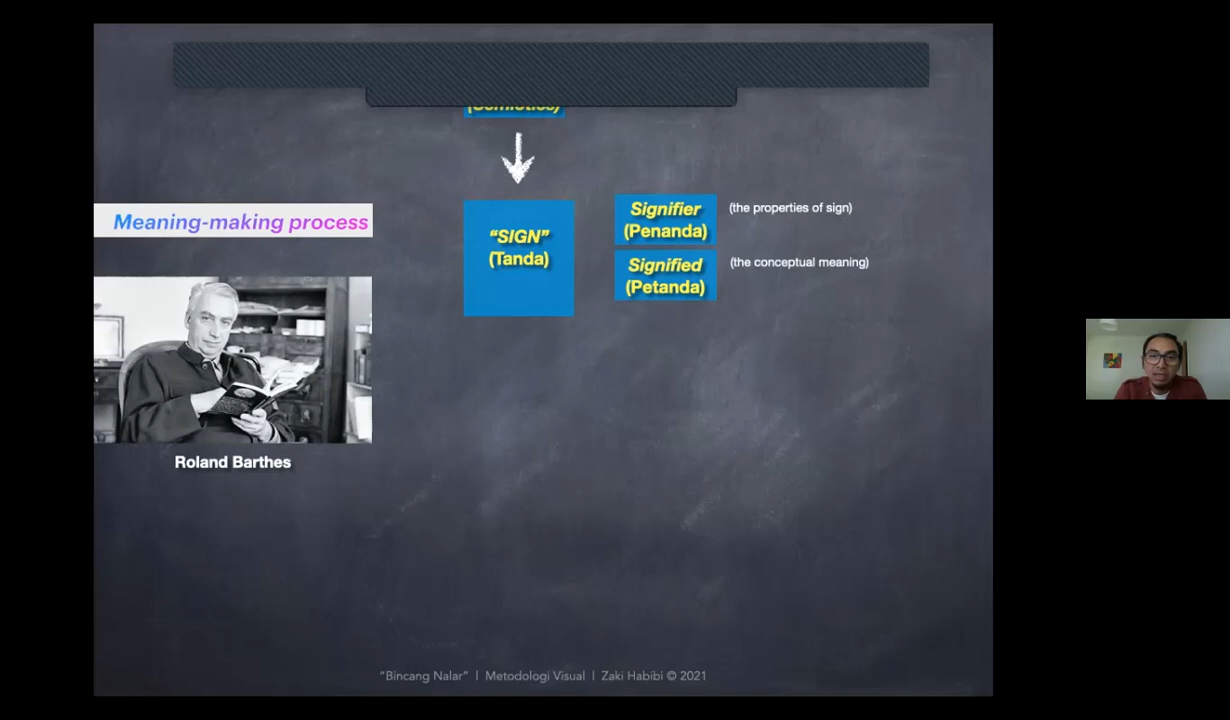 (Semiotics)
Meaning-making process
“SIGN”
(Tanda)
Signifier
(Penanda)
(the properties of sign)
Signified
(Petanda)
(the conceptual meaning)
Roland Barthes
“Bincang Nalar” | Metodologi Visual | Zaki Habibi © 2021